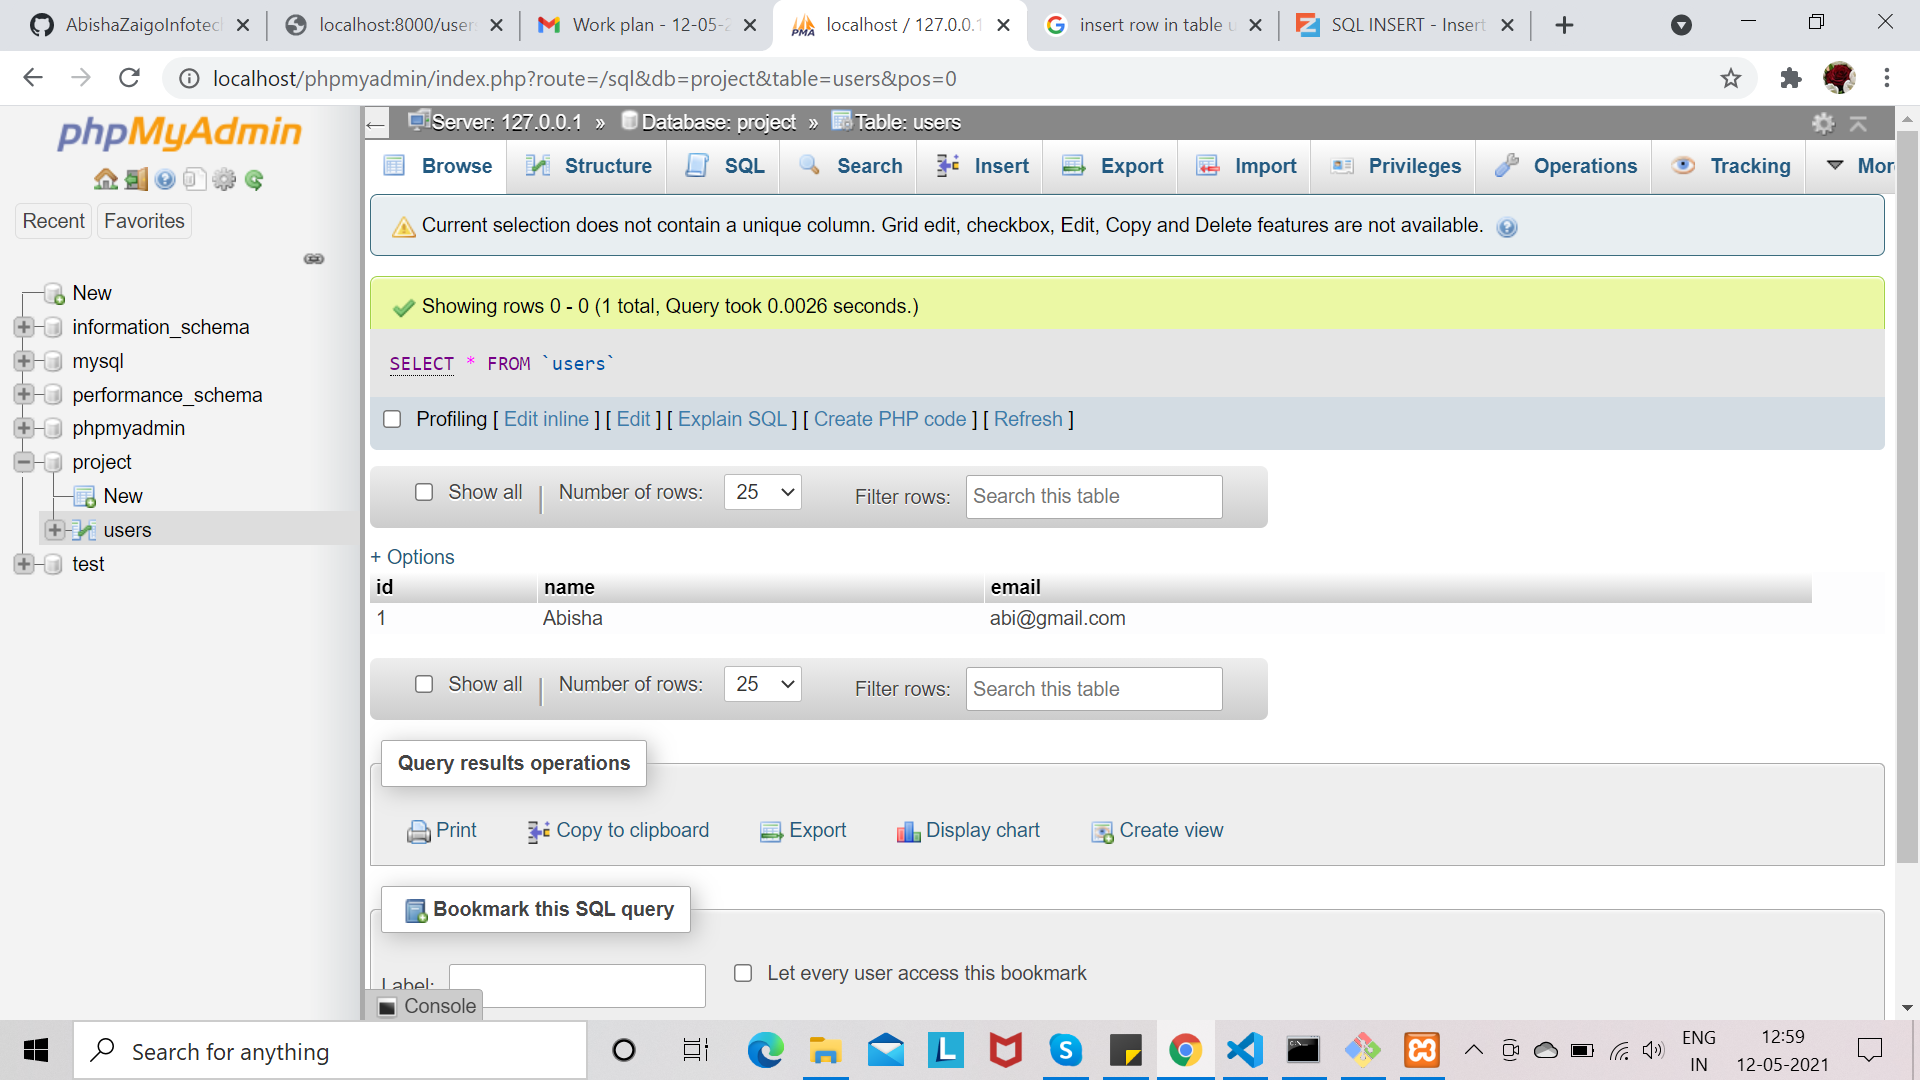 AbishaZaigoInfotec
localhost:8000/user
Work plan - 12-05-2
localhost / 127.0.0.1
insert row in table u
SQL INSERT - Insert
localhost/phpmyadmin/index.php?route=/sql&db=project&table=users&pos=0
phpMyAdmin
Recent
Favorites
New
information_schema
mysql
performance_schema
phpmyadmin
project
New
users
test
Server: 127.0.0.1 » Database: project » Table: users
Browse
Structure
SQL
Search
Insert
Export
Import
Privileges
Operations
Tracking
Mor
Current selection does not contain a unique column. Grid edit, checkbox, Edit, Copy and Delete features are not available.
Showing rows 0 - 0 (1 total, Query took 0.0026 seconds.)
SELECT * FROM `users`
Profiling [ Edit inline ] [ Edit ] [ Explain SQL ] [ Create PHP code ] [ Refresh ]
Show all | Number of rows: 25 Filter rows: Search this table
+ Options
id name email
1 Abisha abi@gmail.com
Show all | Number of rows: 25 Filter rows: Search this table
Query results operations
Print
Copy to clipboard
Export
Display chart
Create view
Bookmark this SQL query
Label:
Let every user access this bookmark
Console
Search for anything
ENG
IN
12:59
12-05-2021